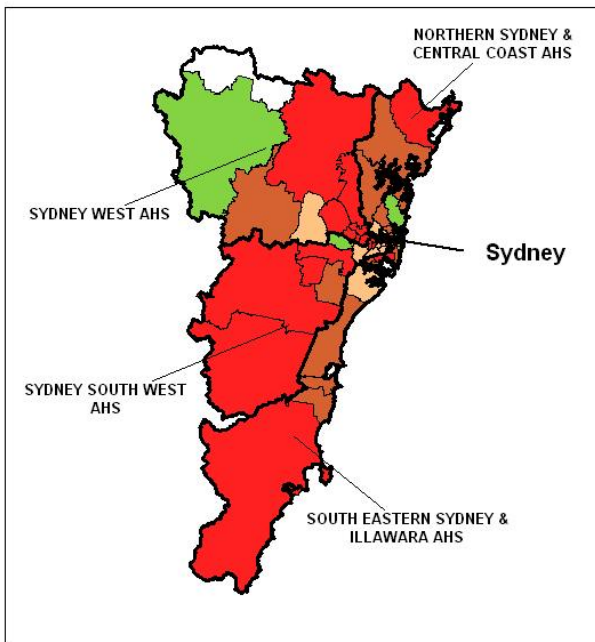 NORTHERN SYDNEY &
CENTRAL COAST AHS
SYDNEY WEST AHS
Sydney
SYDNEY SOUTH WEST
AHS
SOUTH EASTERN SYDNEY &
ILLAWARA AHS